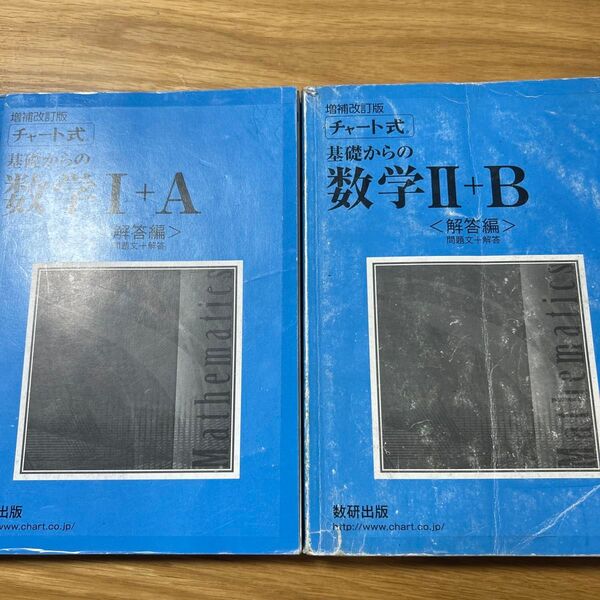 増補改訂版
チャート式
基礎からの
数学 I+A
解答編>
問題文+解答
Mathematics
出版
www.chart.co.jp/
増補改訂版
チャート式®
基礎からの
数学II+B
<解答編>
問題文+解答
Mathematics
数研出版
http://www.chart.co.jp/